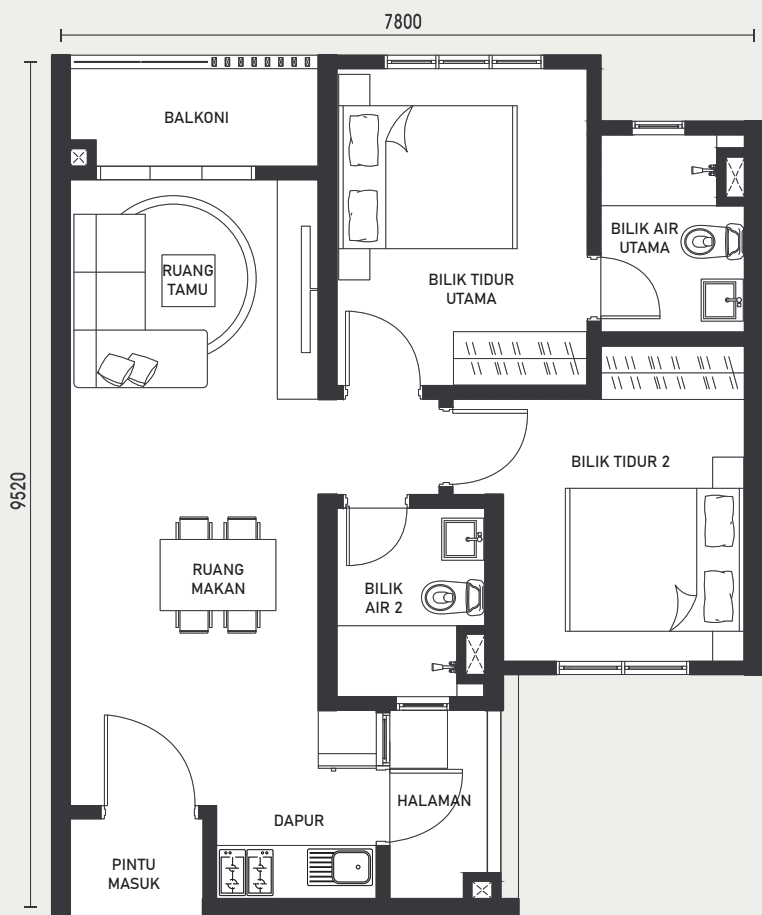 7800
BALKONI
BILIK AIR
UTAMA
RUANG
TAMU
BILIK TIDUR
UTAMA
BILIK TIDUR 2
9520
RUANG
MAKAN
BILIK
AIR 2
HALAMAN
DAPUR
PINTU
MASUK